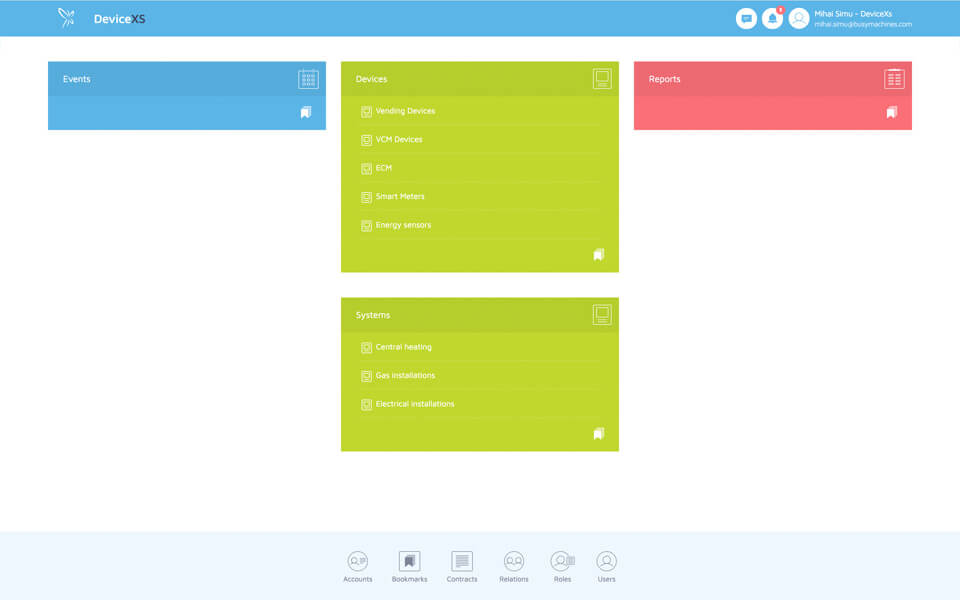 DeviceXS
Mihai Simu - DeviceXs
mihai.simu@busymachines.com
Events
Devices
Vending Devices
VCM Devices
ECM
Smart Meters
Energy sensors
Reports
Systems
Central heating
Gas installations
Electrical installations
Accounts
Bookmarks
Contracts
Relations
Roles
Users